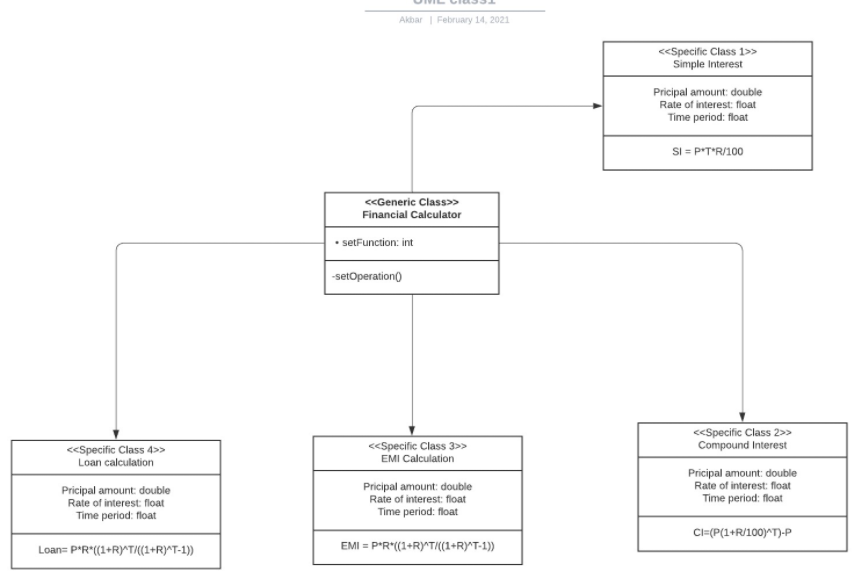 UML class1
Akbar | February 14, 2021
<<Specific Class 1>>
Simple Interest
Pricipal amount: double
Rate of interest: float
Time period: float
SI = P*T*R/100
<<Generic Class>>
Financial Calculator
• setFunction: int
-setOperation()
<<Specific Class 4>>
Loan calculation
Pricipal amount: double
Rate of interest: float
Time period: float
Loan= P*R*((1+R)^T/((1+R)^T-1))
<<Specific Class 3>>
EMI Calculation
Pricipal amount: double
Rate of interest: float
Time period: float
EMI = P*R*((1+R)^T/((1+R)^T-1))
<<Specific Class 2>>
Compound Interest
Pricipal amount: double
Rate of interest: float
Time period: float
CI=(P(1+R/100)^T)-P